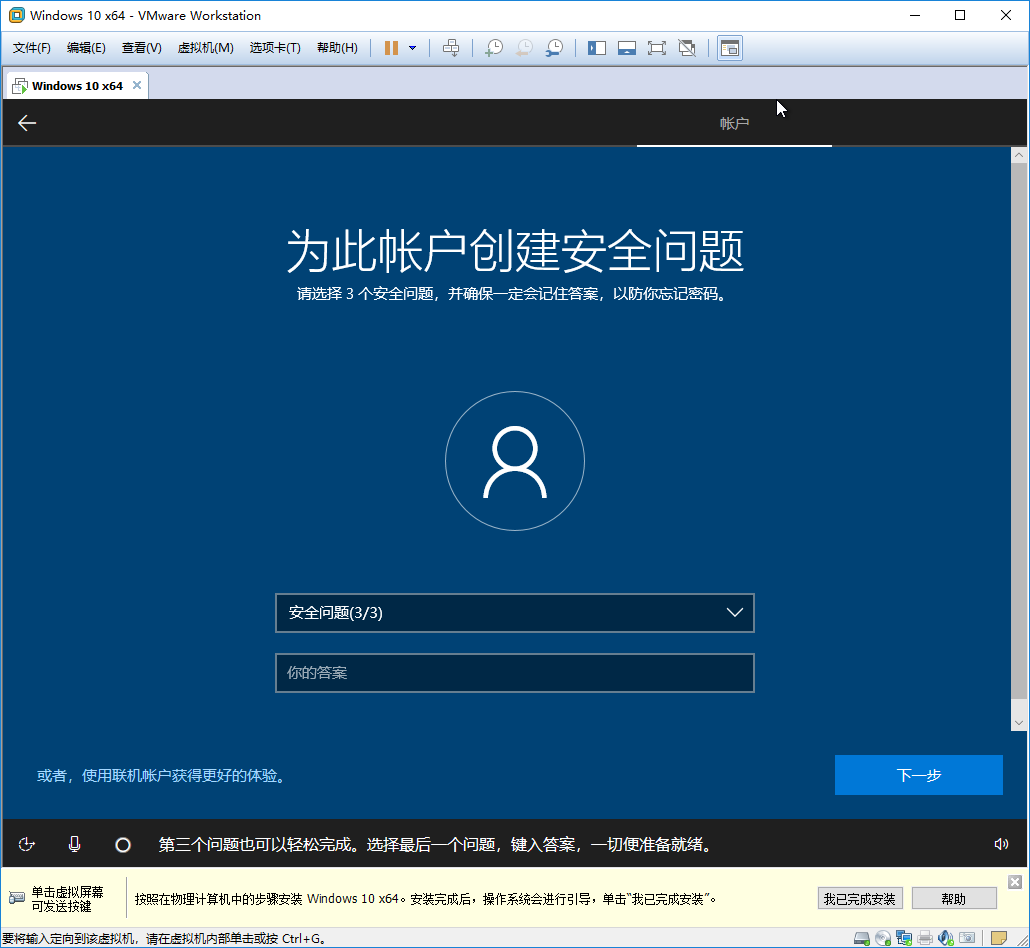 Windows 10 x64 - VMware Workstation
文件(F) 编辑(E) 查看(V) 虚拟机(M) 选项卡(T) 帮助(H)
Windows 10 x64
帐户
为此帐户创建安全问题
请选择 3 个安全问题，并确保一定会记住答案，以防你忘记密码。
安全问题(3/3)
你的答案
或者，使用联机帐户获得更好的体验。
下一步
第三个问题也可以轻松完成。选择最后一个问题，键入答案，一切便准备就绪。
单击虚拟屏幕
可发送按键
按照在物理计算机中的步骤安装 Windows 10 x64。安装完成后，操作系统会进行引导，单击“我已完成安装”。
我已完成安装
帮助
要将输入定向到该虚拟机，请在虚拟机内部单击或按 Ctrl+G。